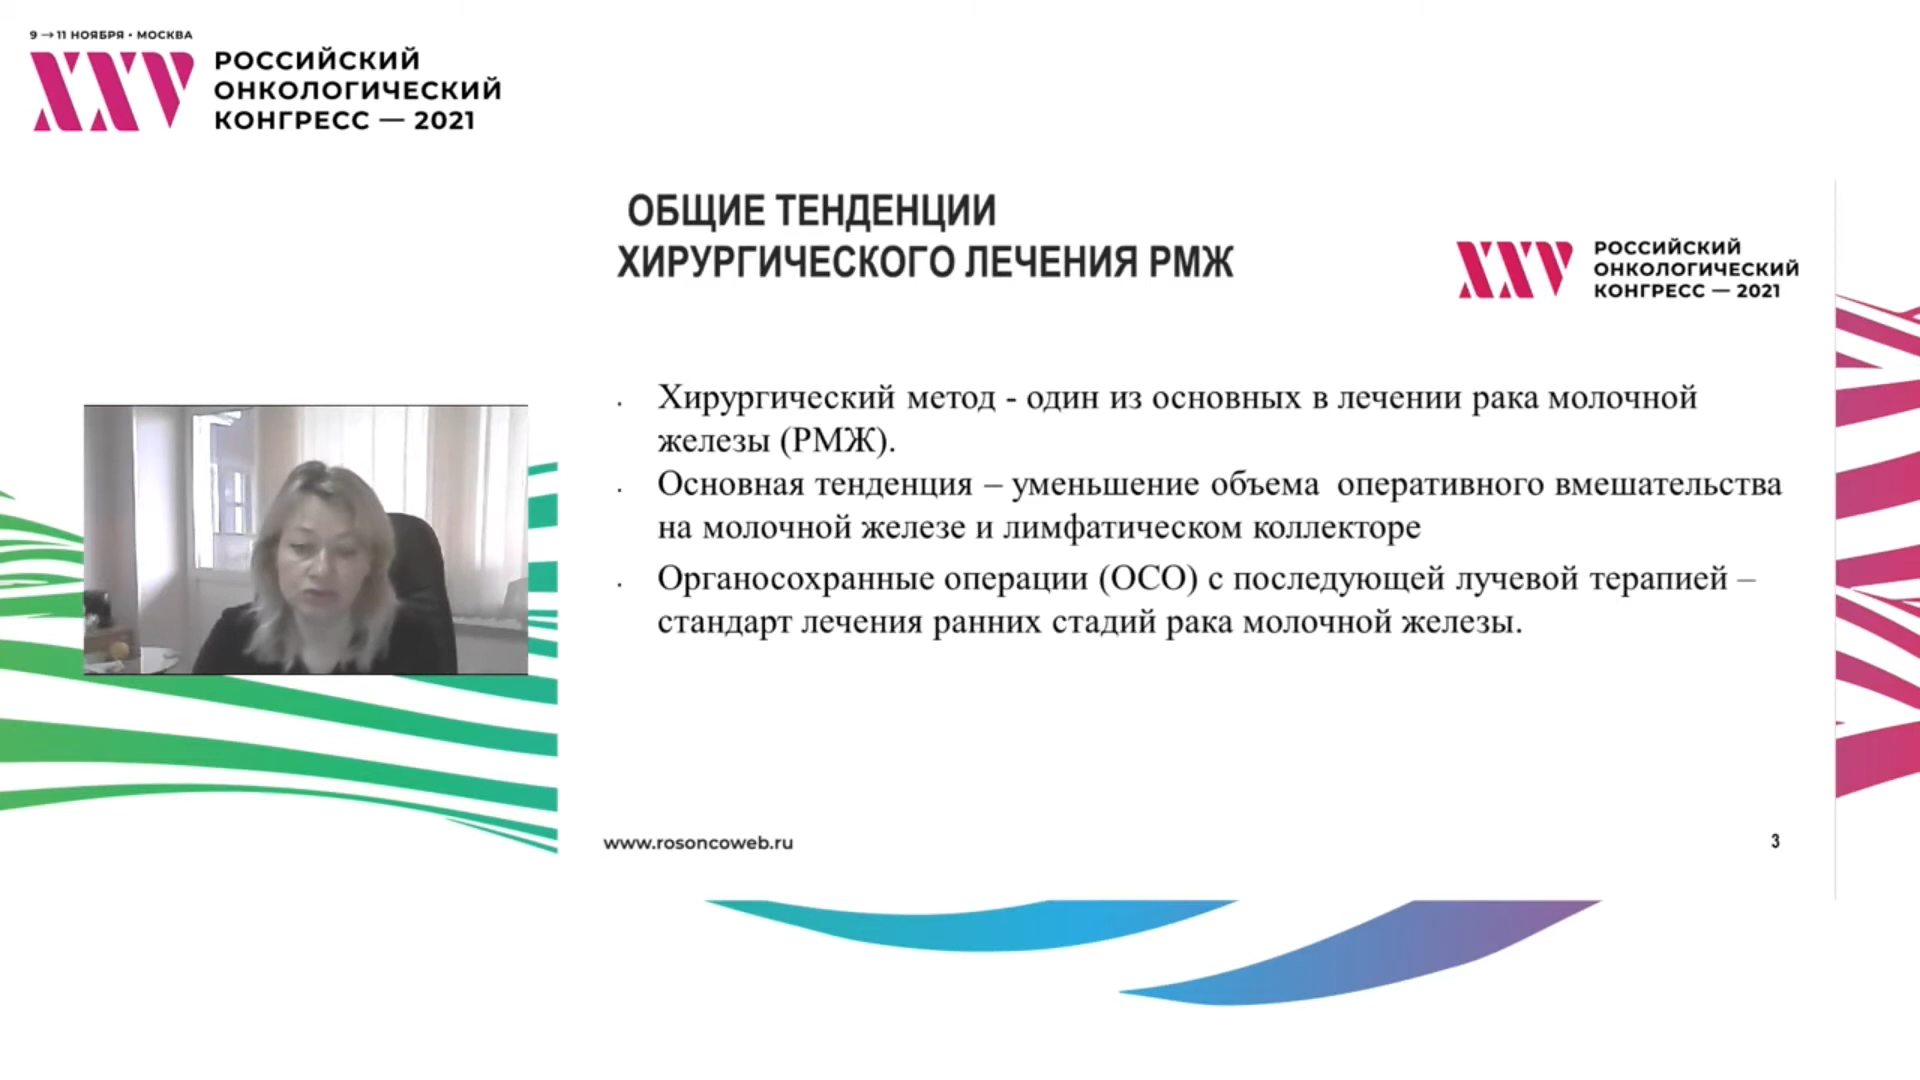 9 → 11 НОЯБРЯ • МОСКВА
XXV
РОССИЙСКИЙ
ОНКОЛОГИЧЕСКИЙ
КОНГРЕСС — 2021
ОБЩИЕ ТЕНДЕНЦИИ
ХИРУРГИЧЕСКОГО ЛЕЧЕНИЯ РМЖ
XXV
РОССИЙСКИЙ
ОНКОЛОГИЧЕСКИЙ
КОНГРЕСС — 2021
. Хирургический метод - один из основных в лечении рака молочной
железы (РМЖ).
. Основная тенденция – уменьшение объема оперативного вмешательства
на молочной железе и лимфатическом коллекторе
. Органосохранные операции (ОСО) с последующей лучевой терапией –
стандарт лечения ранних стадий рака молочной железы.
www.rosoncoweb.ru
3